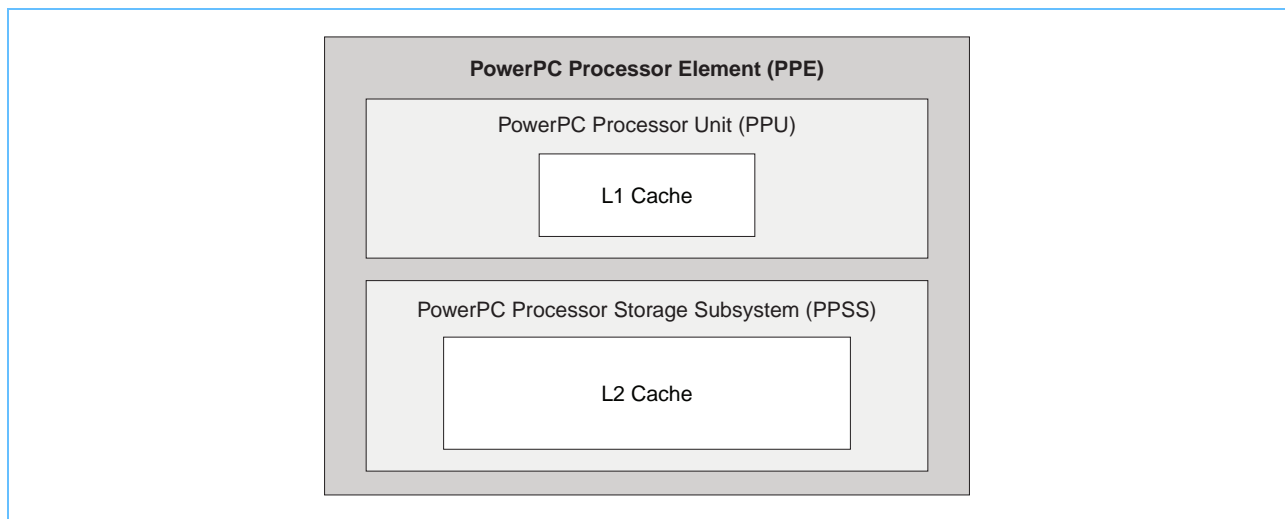 PowerPC Processor Element (PPE)
PowerPC Processor Unit (PPU)
L1 Cache
PowerPC Processor Storage Subsystem (PPSS)
L2 Cache